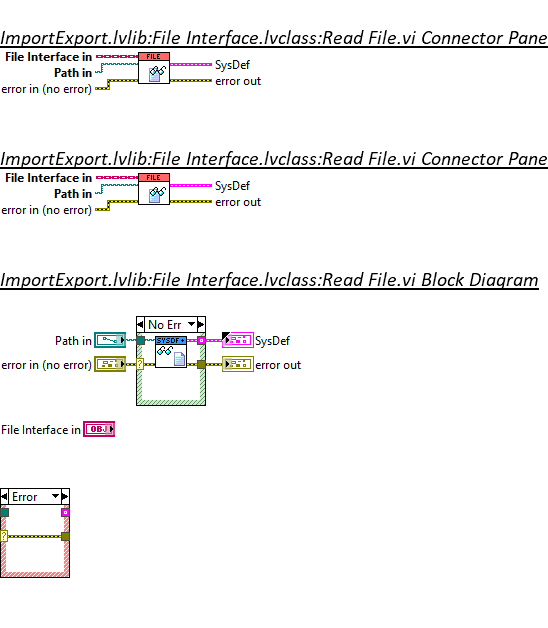 ImportExport.lvlib:File Interface.lvclass:Read File.vi Connector Pane
File Interface in
FILE
Path in
SysDef
error in (no error)
error out
ImportExport.lvlib:File Interface.lvclass:Read File.vi Connector Pane
File Interface in
FILE
Path in
SysDef
error in (no error)
error out
ImportExport.lvlib:File Interface.lvclass:Read File.vi Block Diagram
No Err
Path in
SYSDF
SysDef
error in (no error)
?
error out
File Interface in
OBJ
Error
?